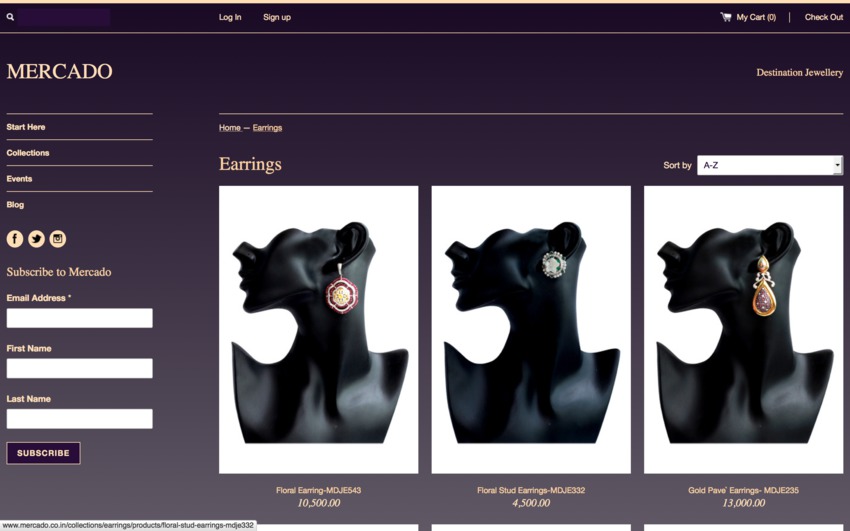 Log In
Sign up
My Cart (0)
Check Out
MERCADO
Destination Jewellery
Start Here
Collections
Events
Blog
Subscribe to Mercado
Email Address *
First Name
Last Name
SUBSCRIBE
Home — Earrings
Earrings
Sort by
A-Z
Floral Earring-MDJE543
10,500.00
Floral Stud Earrings-MDJE332
4,500.00
Gold Pave` Earrings- MDJE235
13,000.00
www.mercado.co.in/collections/earrings/products/floral-stud-earrings-mdje332